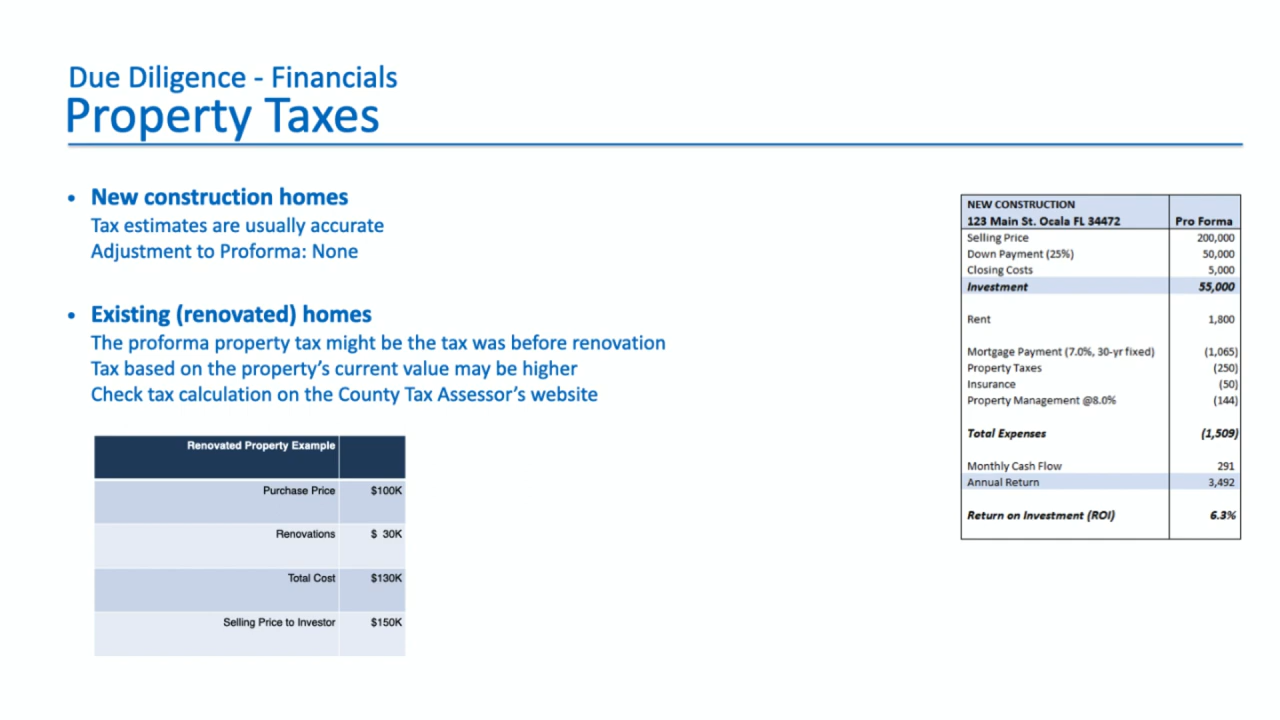 Due Diligence - Financials
Property Taxes
• New construction homes
Tax estimates are usually accurate
Adjustment to Proforma: None
• Existing (renovated) homes
The proforma property tax might be the tax was before renovation
Tax based on the property's current value may be higher
Check tax calculation on the County Tax Assessor's website
Renovated Property Example
Purchase Price $100K
Renovations $ 30K
Total Cost $130K
Selling Price to Investor $150K
NEW CONSTRUCTION
123 Main St. Ocala FL 34472 Pro Forma
Selling Price 200,000
Down Payment (25%) 50,000
Closing Costs 5,000
Investment 55,000
Rent 1,800
Mortgage Payment (7.0%, 30-yr fixed) (1,065)
Property Taxes (250)
Insurance (50)
Property Management @8.0% (144)
Total Expenses (1,509)
Monthly Cash Flow 291
Annual Return 3,492
Return on Investment (ROI) 6.3%